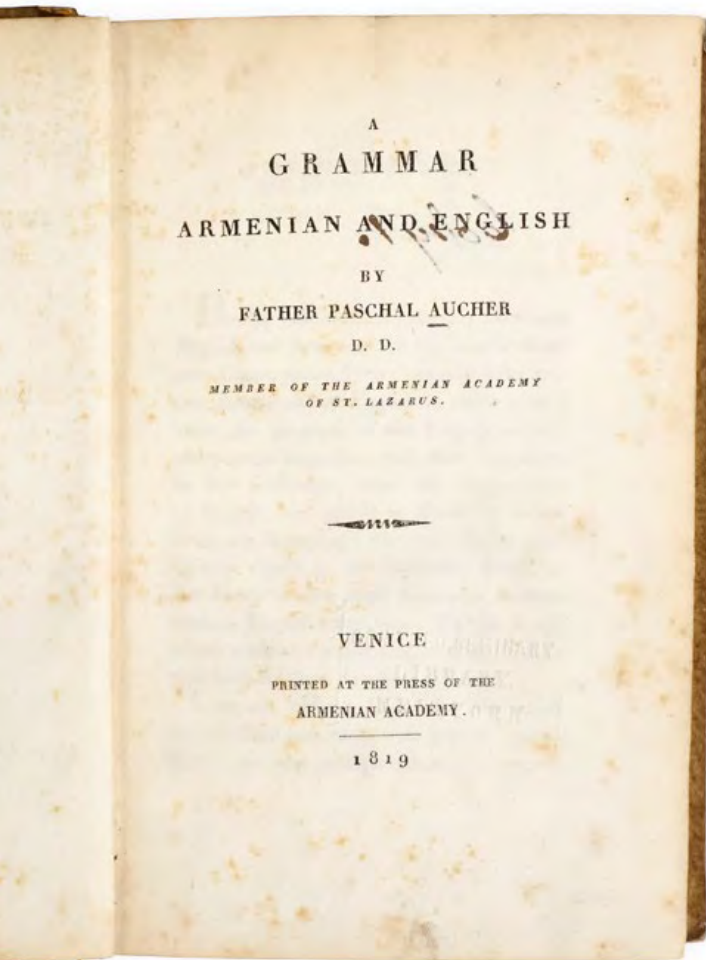 A
GRAMMAR
ARMENIAN AND ENGLISH
BY
FATHER PASCHAL AUCHER
D. D.
MEMBER OF THE ARMENIAN ACADEMY
OF ST. LAZARUS.
VENICE
PRINTED AT THE PRESS OF THE
ARMENIAN ACADEMY.
1819